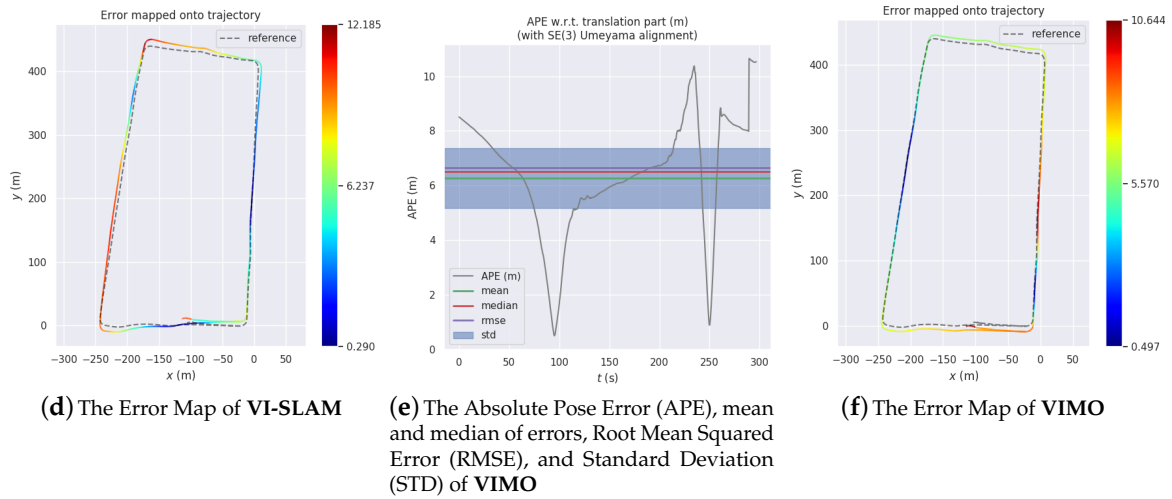 Error mapped onto trajectory
reference
400
300
200
100
0
y (m)
−300
−250
−200
−150
−100
−50
0
50
x (m)
12.185
6.237
0.290
(d) The Error Map of VI-SLAM
APE w.r.t. translation part (m)
(with SE(3) Umeyama alignment)
10
8
6
4
2
0
APE (m)
APE (m)
mean
median
rmse
std
0
50
100
150
200
250
300
t (s)
(e) The Absolute Pose Error (APE), mean
and median of errors, Root Mean Squared
Error (RMSE), and Standard Deviation
(STD) of VIMO
Error mapped onto trajectory
reference
400
300
200
100
0
y (m)
−300
−250
−200
−150
−100
−50
0
50
x (m)
10.644
5.570
0.497
(f) The Error Map of VIMO